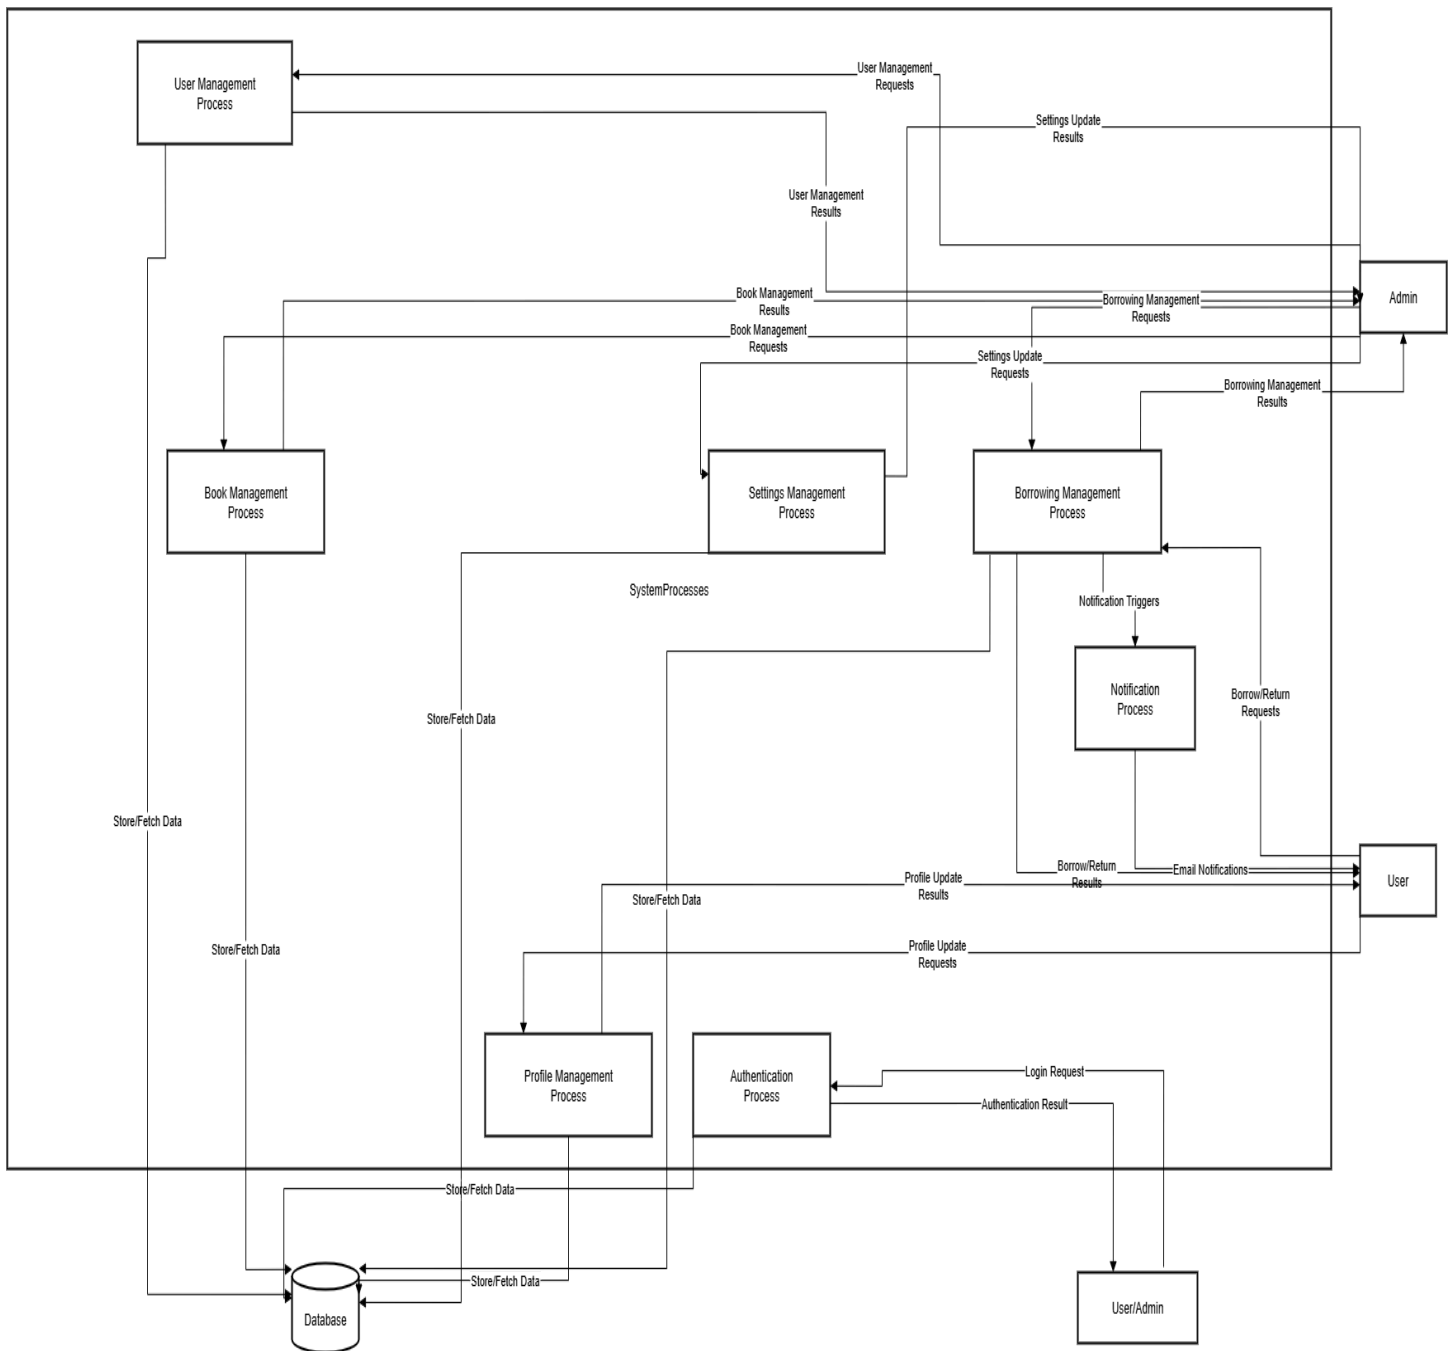 User Management
Requests
User Management
Process
Settings Update
Results
User Management
Results
Book Management
Results
Borrowing Management
Requests
Admin
Book Management
Requests
Settings Update
Requests
Borrowing Management
Results
Book Management
Process
Settings Management
Process
Borrowing Management
Process
SystemProcesses
Notification Triggers
Notification
Process
Borrow/Return
Requests
Store/Fetch Data
Store/Fetch Data
Borrow/Return
Results
Email Notifications
Profile Update
Results
User
Store/Fetch Data
Store/Fetch Data
Profile Update
Requests
Profile Management
Process
Authentication
Process
Login Request
Authentication Result
Store/Fetch Data
Store/Fetch Data
Database
User/Admin